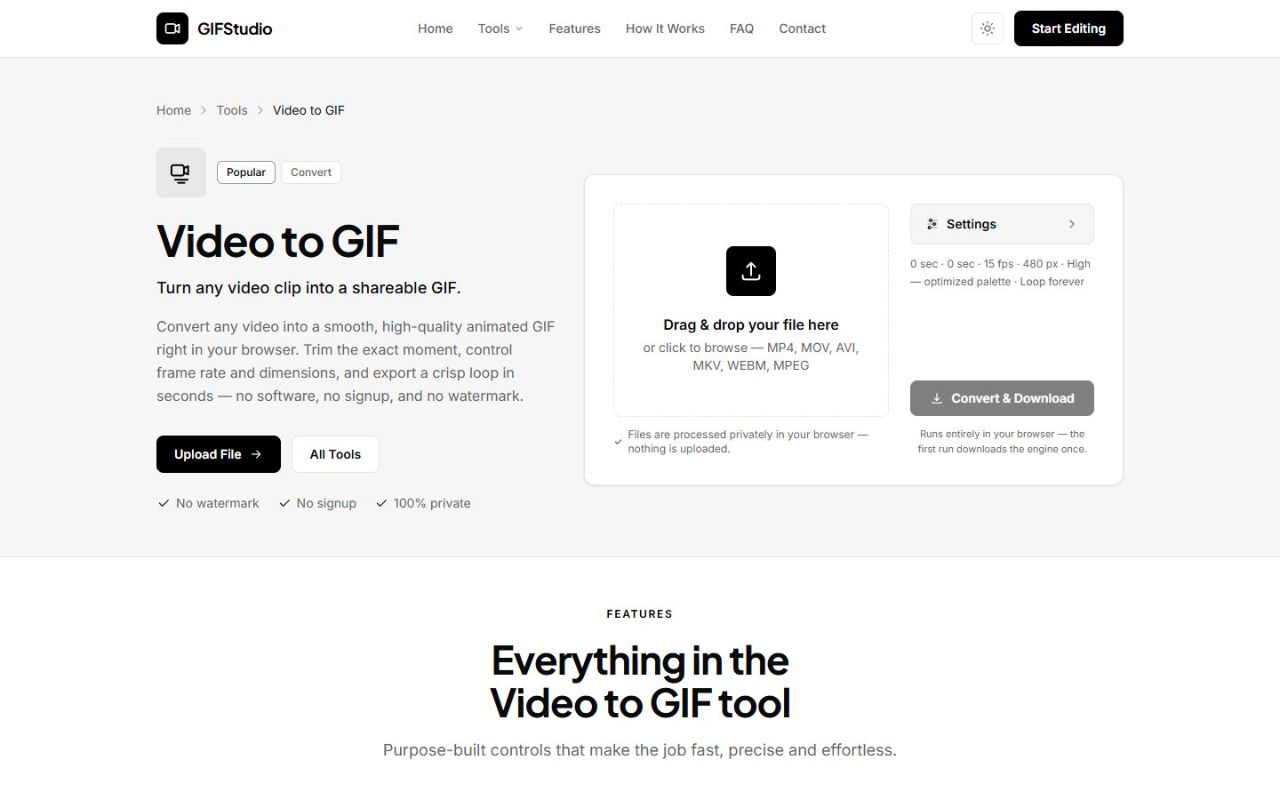 GIFStudio
Home
Tools
Features
How It Works
FAQ
Contact
Start Editing
Home
Tools
Video to GIF
Popular
Convert
Video to GIF
Turn any video clip into a shareable GIF.
Convert any video into a smooth, high-quality animated GIF
right in your browser. Trim the exact moment, control
frame rate and dimensions, and export a crisp loop in
seconds — no software, no signup, and no watermark.
Upload File
All Tools
No watermark
No signup
100% private
Drag & drop your file here
or click to browse — MP4, MOV, AVI,
MKV, WEBM, MPEG
Files are processed privately in your browser —
nothing is uploaded.
Settings
0 sec · 0 sec · 15 fps · 480 px · High
— optimized palette · Loop forever
Convert & Download
Runs entirely in your browser — the
first run downloads the engine once.
FEATURES
Everything in the
Video to GIF tool
Purpose-built controls that make the job fast, precise and effortless.